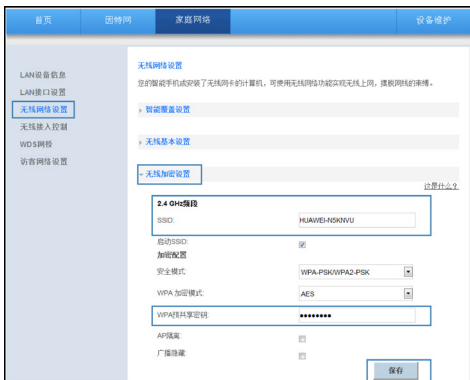 首页 因特网 家庭网络 设备维护
LAN设备信息
LAN接口设置
无线网络设置
无线接入控制
WDS网桥
访客网络设置
无线网络设置
您的智能手机或安装了无线网卡的计算机，可使用无线网络功能实现无线上网，摆脱网线的束缚。
智能覆盖设置
无线基本设置
无线加密设置
这是什么?
2.4 GHz频段
SSID: HUAWEI-N5KNVU
启动SSID:
加密配置
安全模式: WPA-PSK/WPA2-PSK
WPA 加密模式: AES
WPA预共享密钥: ●●●●●●●●
AP隔离:
广播隐藏:
保存